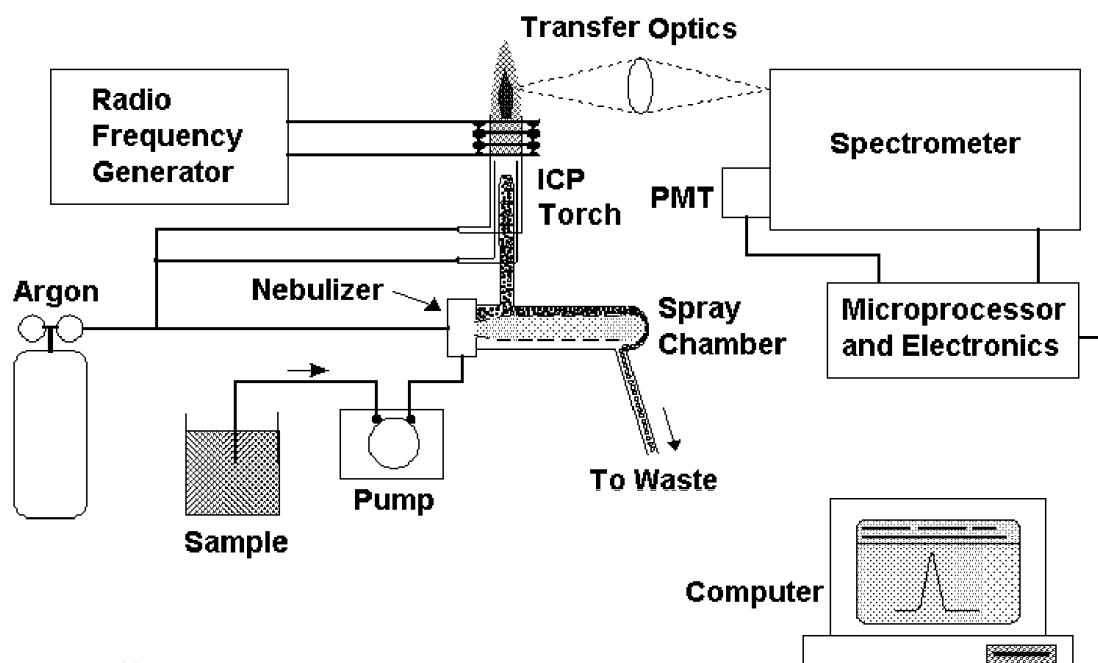 Transfer Optics
Radio
Frequency
Generator
Spectrometer
ICP
Torch
PMT
Argon
Nebulizer
Spray
Chamber
Microprocessor
and Electronics
Pump
To Waste
Sample
Computer